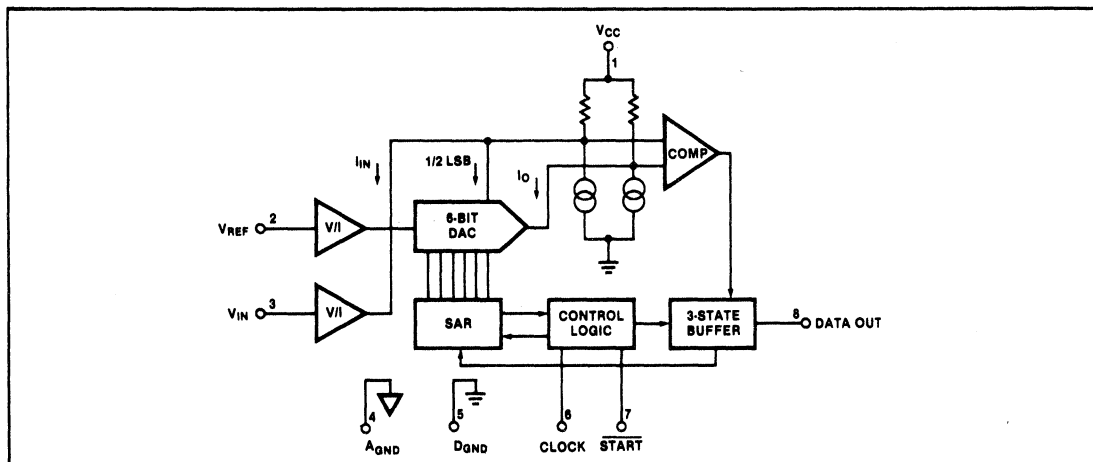 VCC
1
COMP
IIN
1/2 LSB
IO
VREF
2
V/I
6-BIT
DAC
VIN
3
V/I
SAR
CONTROL
LOGIC
3-STATE
BUFFER
8
DATA OUT
4
AGND
5
DGND
6
CLOCK
7
START